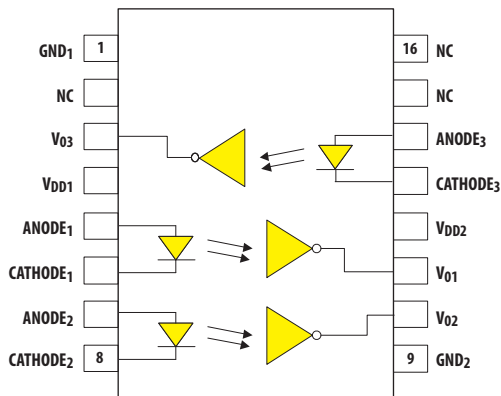 GND1 1 16 NC
NC NC
V03 ANODE3
VDD1 CATHODE3
ANODE1 VDD2
CATHODE1 V01
ANODE2 V02
CATHODE2 8 9 GND2